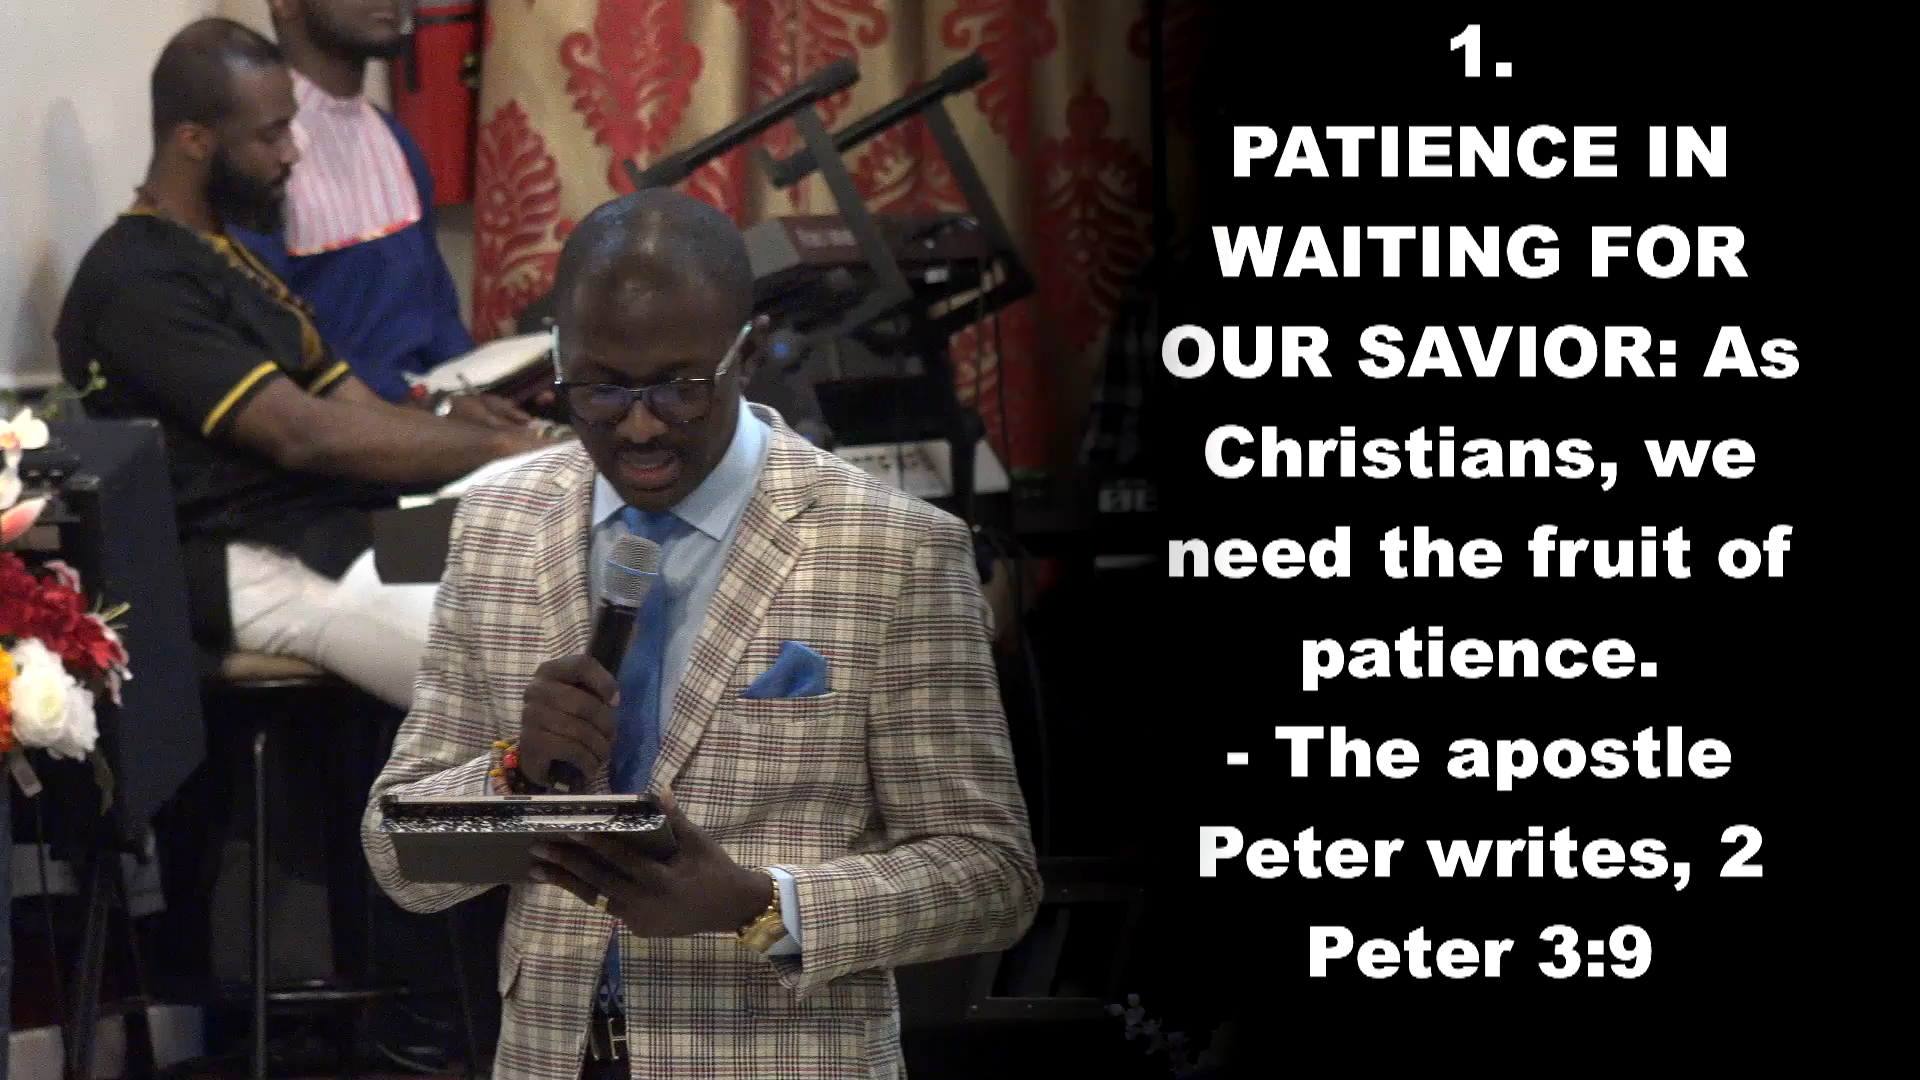 1.
PATIENCE IN
WAITING FOR
OUR SAVIOR: As
Christians, we
need the fruit of
patience.
- The apostle
Peter writes, 2
Peter 3:9